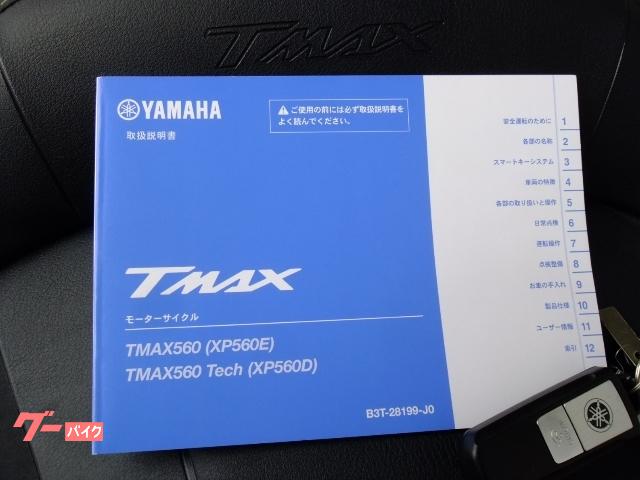 TMAX
YAMAHA
取扱説明書
ご使用の前には必ず取扱説明書を
よく読んでください。
安全運転のために 1
各部の名称 2
スマートキーシステム 3
車両の特徴 4
各部の取り扱いと操作 5
日常点検 6
運転操作 7
点検整備 8
お車の手入れ 9
製品仕様 10
ユーザー情報 11
索引 12
TMAX
モーターサイクル
TMAX560 (XP560E)
TMAX560 Tech (XP560D)
B3T-28199-J0
グーバイク